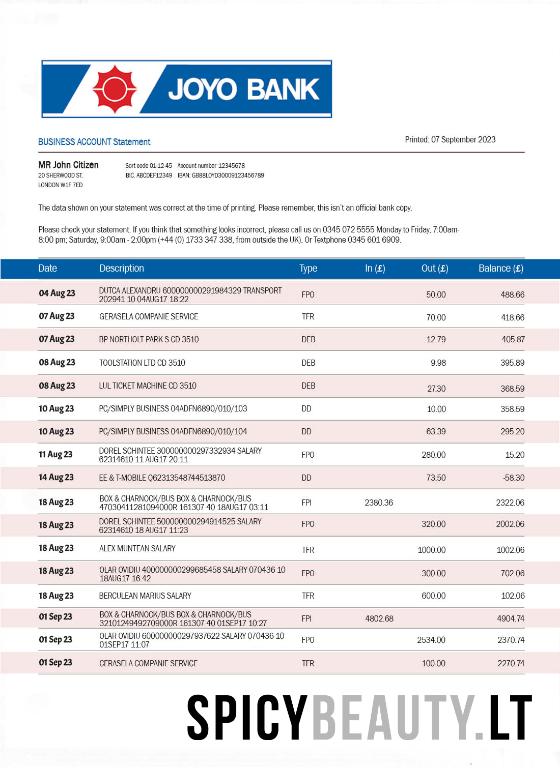 JOYO BANK
BUSINESS ACCOUNT Statement
Printed: 07 September 2023
MR John Citizen
20 SHERWOOD ST.
LONDON W1F 7ED
Sort code 01-12-45 Account number 12345678
BIC: ABCDEF12349 IBAN: GB88LOYD30009123456789
The data shown on your statement was correct at the time of printing. Please remember, this isn't an official bank copy.
Please check your statement. If you think that something looks incorrect, please call us on 0345 072 5555 Monday to Friday, 7:00am-
8:00 pm; Saturday, 9:00am - 2:00pm (+44 (0) 1733 347 338, from outside the UK). Or Textphone 0345 601 6909.
Date Description Type In (£) Out (£) Balance (£)
04 Aug 23 DUTCA ALEXANDRU 600000000291984329 TRANSPORT FPO 50.00 488.66
202941 10 04AUG17 18:22
07 Aug 23 GERASELA COMPANIE SERVICE TFR 70.00 418.66
07 Aug 23 BP NORTHOLT PARK S CD 3510 DEB 12.79 405.87
08 Aug 23 TOOLSTATION LTD CD 3510 DEB 9.98 395.89
08 Aug 23 LUL TICKET MACHINE CD 3510 DEB 27.30 368.59
10 Aug 23 PC/SIMPLY BUSINESS 04ADFN6890/010/103 DD 10.00 358.59
10 Aug 23 PC/SIMPLY BUSINESS 04ADFN6890/010/104 DD 63.39 295.20
11 Aug 23 DOREL SCHINTEE 300000000297332934 SALARY FPO 280.00 15.20
62314610 11 AUG17 20:11
14 Aug 23 EE & T-MOBILE Q62313548744513870 DD 73.50 -58.30
18 Aug 23 BOX & CHARNOCK/BUS BOX & CHARNOCK/BUS FPI 2380.36 2322.06
47030411281094000R 161307 40 18AUG17 03:11
18 Aug 23 DOREL SCHINTEE 500000000294914525 SALARY FPO 320.00 2002.06
62314610 18 AUG17 11:23
18 Aug 23 ALEX MUNTEAN SALARY TFR 1000.00 1002.06
18 Aug 23 OLAR OVIDIU 400000000299685458 SALARY 070436 10 FPO 300.00 702.06
18AUG17 16:42
18 Aug 23 BERCULEAN MARIUS SALARY TFR 600.00 102.06
01 Sep 23 BOX & CHARNOCK/BUS BOX & CHARNOCK/BUS FPI 4802.68 4904.74
32101249492709000R 161307 40 01SEP17 10:27
01 Sep 23 OLAR OVIDIU 600000000297937622 SALARY 070436 10 FPO 2534.00 2370.74
01SEP17 11:07
01 Sep 23 CERASELA COMPANIE SERVICE TFR 100.00 2270.74
SPICYBEAUTY.LT